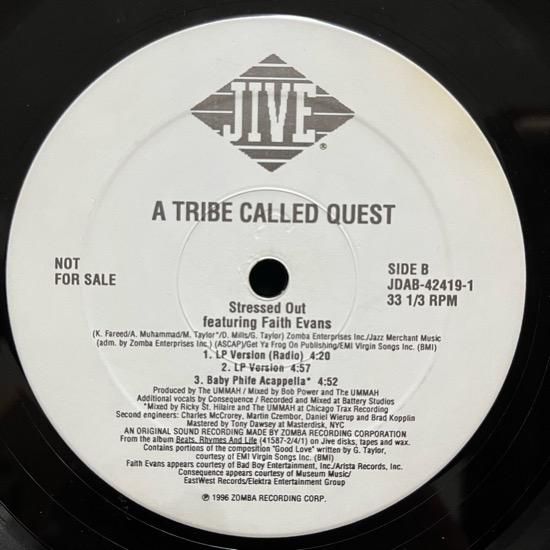 JIVE
®
A TRIBE CALLED QUEST
NOT
FOR SALE
SIDE B
JDAB-42419-1
33 1/3 RPM
Stressed Out
featuring Faith Evans
(K. Fareed/A. Muhammad/M. Taylor*/D. Mills/G. Taylor) Zomba Enterprises Inc./Jazz Merchant Music
(adm. by Zomba Enterprises Inc.) (ASCAP)/Get Ya Frog On Publishing/EMI Virgin Songs Inc. (BMI)
1. LP Version (Radio) 4:20
2. LP Version 4:57
3. Baby Phife Acappella* 4:52
Produced by The UMMAH / Mixed by Bob Power and The UMMAH
Additional vocals by Consequence / Recorded and Mixed at Battery Studios
*Mixed by Ricky St. Hilaire and The UMMAH at Chicago Trax Recording
Second engineers: Charles McCrorey, Martin Czembor, Daniel Wierup and Brad Kopplin
Mastered by Tony Dawsey at Masterdisk, NYC
AN ORIGINAL SOUND RECORDING MADE BY ZOMBA RECORDING CORPORATION
From the album Beats, Rhymes And Life (41587-2/4/1) on Jive disks, tapes and wax.
Contains portions of the composition "Good Love" written by G. Taylor,
courtesy of EMI Virgin Songs Inc. (BMI)
Faith Evans appears courtesy of Bad Boy Entertainment, Inc./Arista Records, Inc.
Consequence appears courtesy of Museum Music/
EastWest Records/Elektra Entertainment Group
℗ 1996 ZOMBA RECORDING CORP.